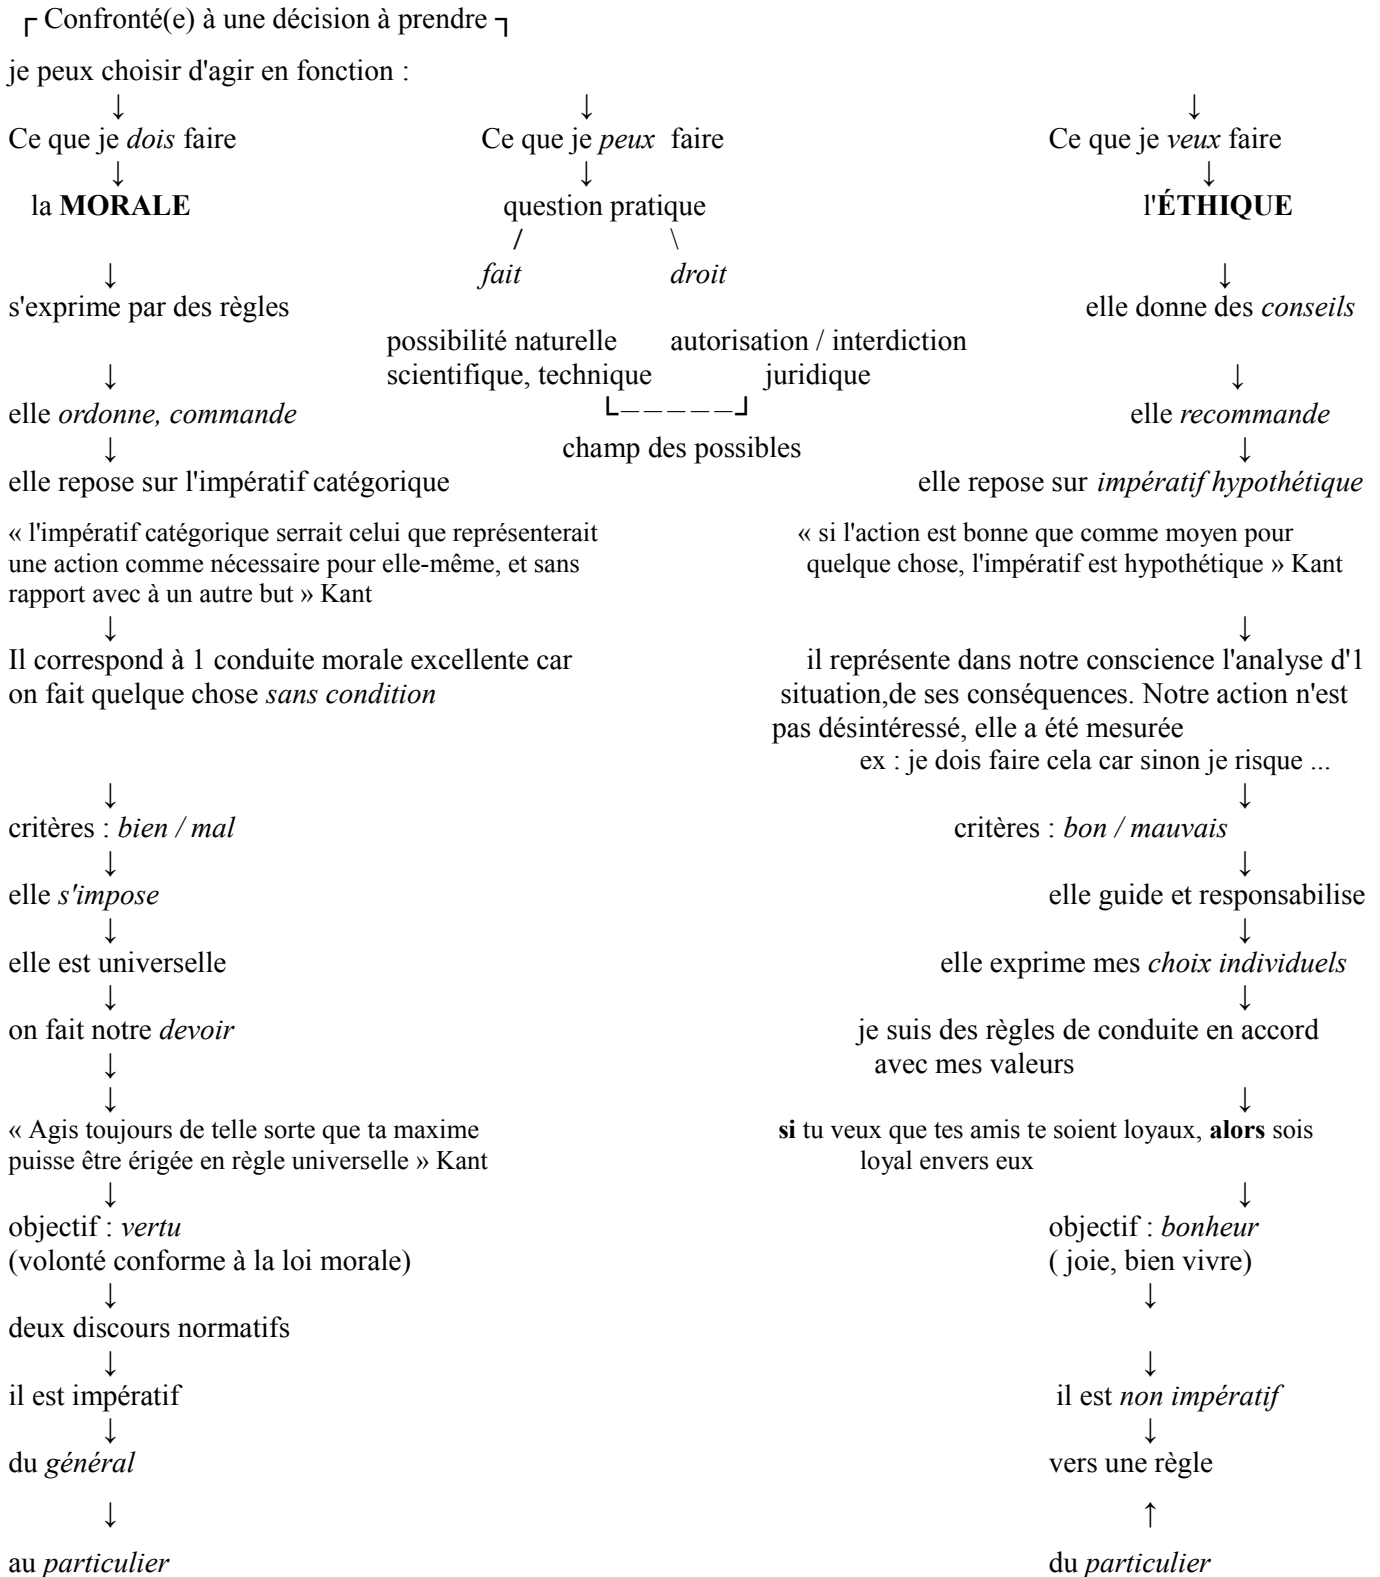 ┌ Confronté(e) à une décision à prendre ┐
je peux choisir d'agir en fonction :
↓ ↓ ↓
Ce que je dois faire Ce que je peux faire Ce que je veux faire
↓ ↓ ↓
la MORALE question pratique l'ÉTHIQUE
/ \
↓ fait droit ↓
s'exprime par des règles elle donne des conseils
possibilité naturelle autorisation / interdiction
↓ scientifique, technique juridique ↓
elle ordonne, commande └─────┘ elle recommande
↓ champ des possibles ↓
elle repose sur l'impératif catégorique elle repose sur impératif hypothétique
« l'impératif catégorique serrait celui que représenterait « si l'action est bonne que comme moyen pour
une action comme nécessaire pour elle-même, et sans quelque chose, l'impératif est hypothétique » Kant
rapport avec à un autre but » Kant
↓ ↓
Il correspond à 1 conduite morale excellente car il représente dans notre conscience l'analyse d'1
on fait quelque chose sans condition situation,de ses conséquences. Notre action n'est
pas désintéressé, elle a été mesurée
ex : je dois faire cela car sinon je risque ...
↓ ↓
critères : bien / mal critères : bon / mauvais
↓ ↓
elle s'impose elle guide et responsabilise
↓ ↓
elle est universelle elle exprime mes choix individuels
↓ ↓
on fait notre devoir je suis des règles de conduite en accord
↓ avec mes valeurs
↓ ↓
« Agis toujours de telle sorte que ta maxime si tu veux que tes amis te soient loyaux, alors sois
puisse être érigée en règle universelle » Kant loyal envers eux
↓ ↓
objectif : vertu objectif : bonheur
(volonté conforme à la loi morale) ( joie, bien vivre)
↓ ↓
deux discours normatifs
↓ ↓
il est impératif il est non impératif
↓ ↓
du général vers une règle
↓ ↑
au particulier du particulier